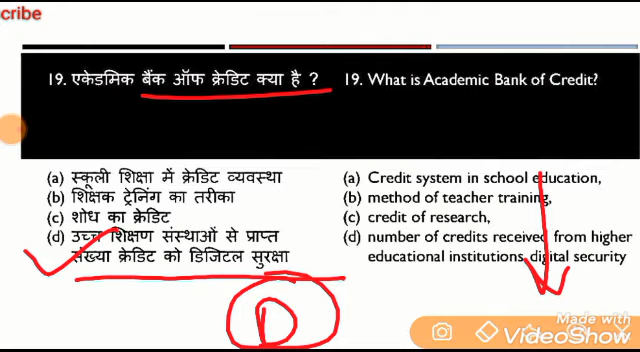 cribe
19. एकेडमिक बैंक ऑफ क्रेडिट क्या है ?
19. What is Academic Bank of Credit?
(a) स्कूली शिक्षा में क्रेडिट व्यवस्था
(b) शिक्षक ट्रेनिंग का तरीका
(c) शोध का क्रेडिट
(d) उच्च शिक्षण संस्थाओं से प्राप्त
संख्या क्रेडिट को डिजिटल सुरक्षा
(a) Credit system in school education,
(b) method of teacher training,
(c) credit of research,
(d) number of credits received from higher
educational institutions, digital security
D
Made with
VideoShow